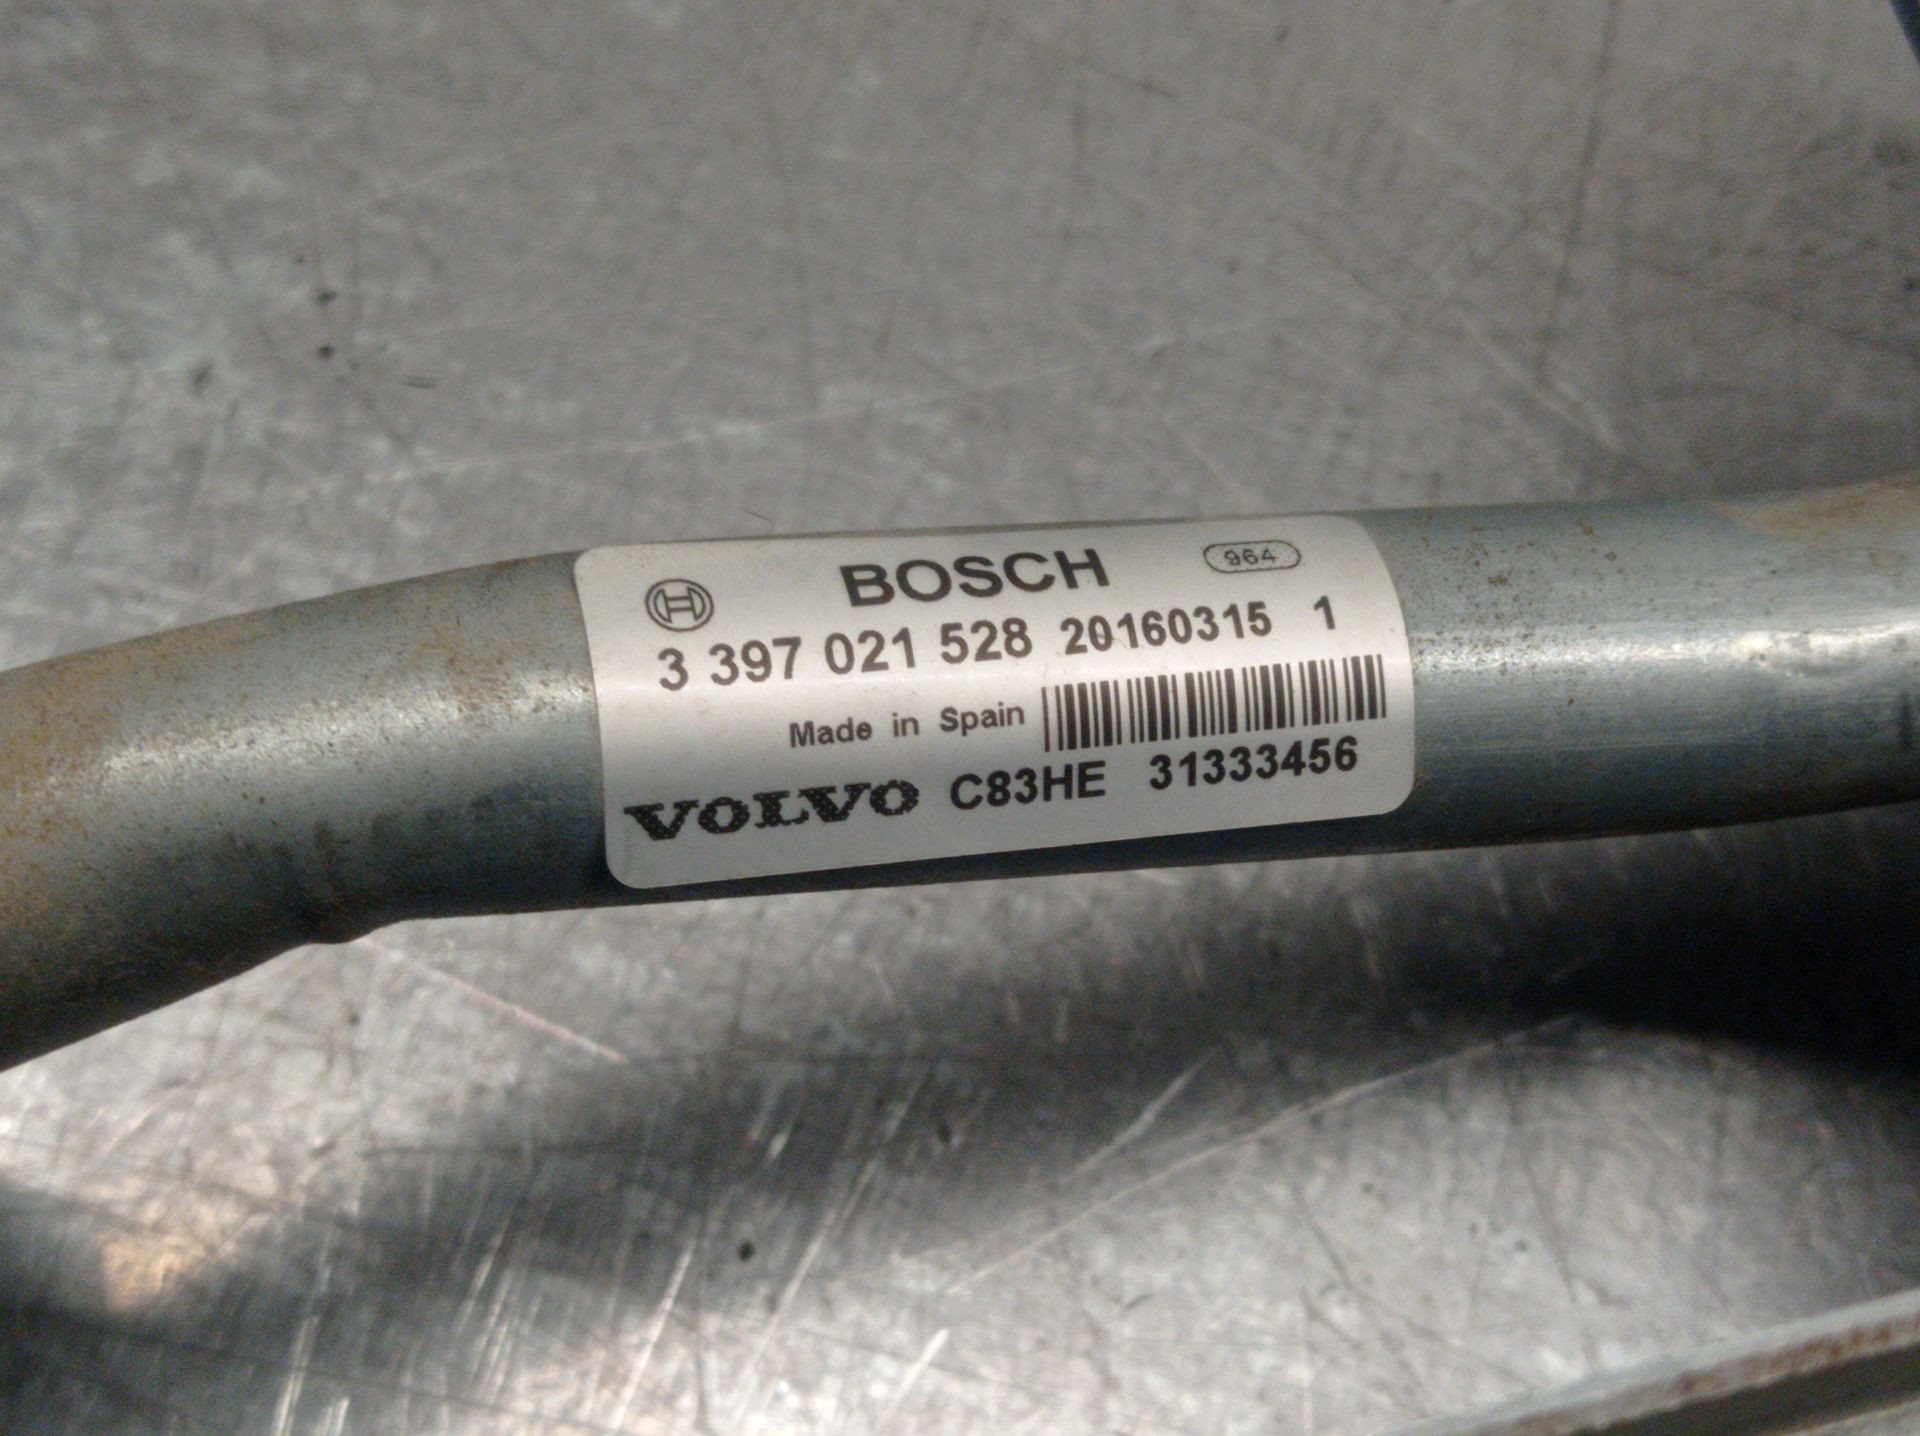 BOSCH 964
3 397 021 528 20160315 1
Made in Spain
VOLVO C83HE 31333456